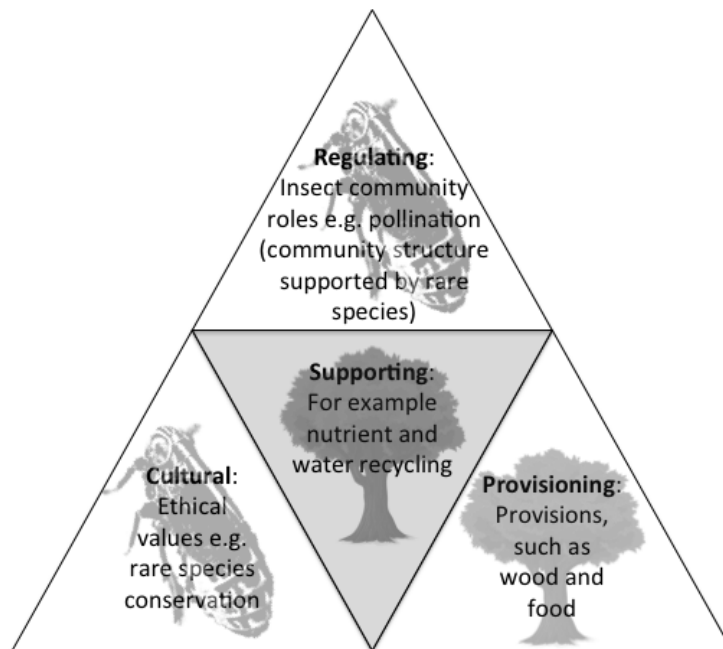 Regulating:
Insect community
roles e.g. pollination
(community structure
supported by rare
species)
Supporting:
For example
nutrient and
water recycling
Cultural:
Ethical
values e.g.
rare species
conservation
Provisioning:
Provisions,
such as
wood and
food